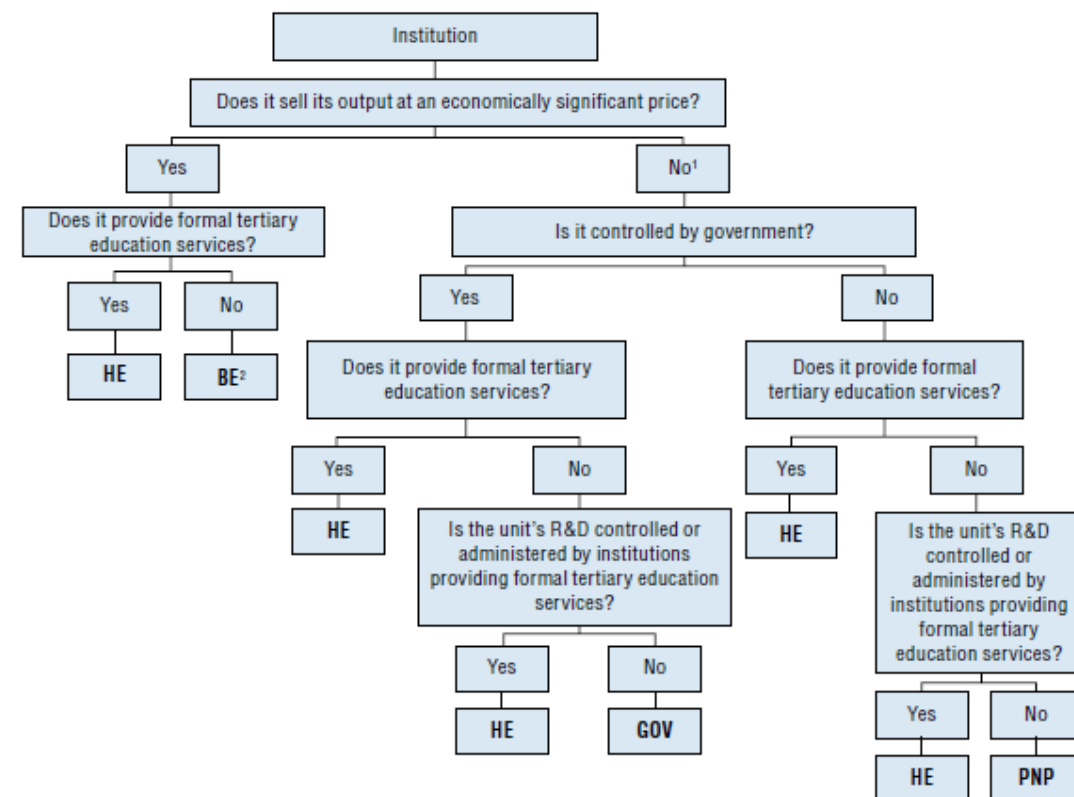 Institution
Does it sell its output at an economically significant price?
Yes
No¹
Does it provide formal tertiary
education services?
Is it controlled by government?
Yes
No
Yes
No
HE
BE²
Does it provide formal tertiary
education services?
Does it provide formal
tertiary education services?
Yes
No
Yes
No
HE
Is the unit's R&D controlled or
administered by institutions
providing formal tertiary education
services?
HE
Is the unit's R&D
controlled or
administered by
institutions providing
formal tertiary
education services?
Yes
No
HE
GOV
Yes
No
HE
PNP